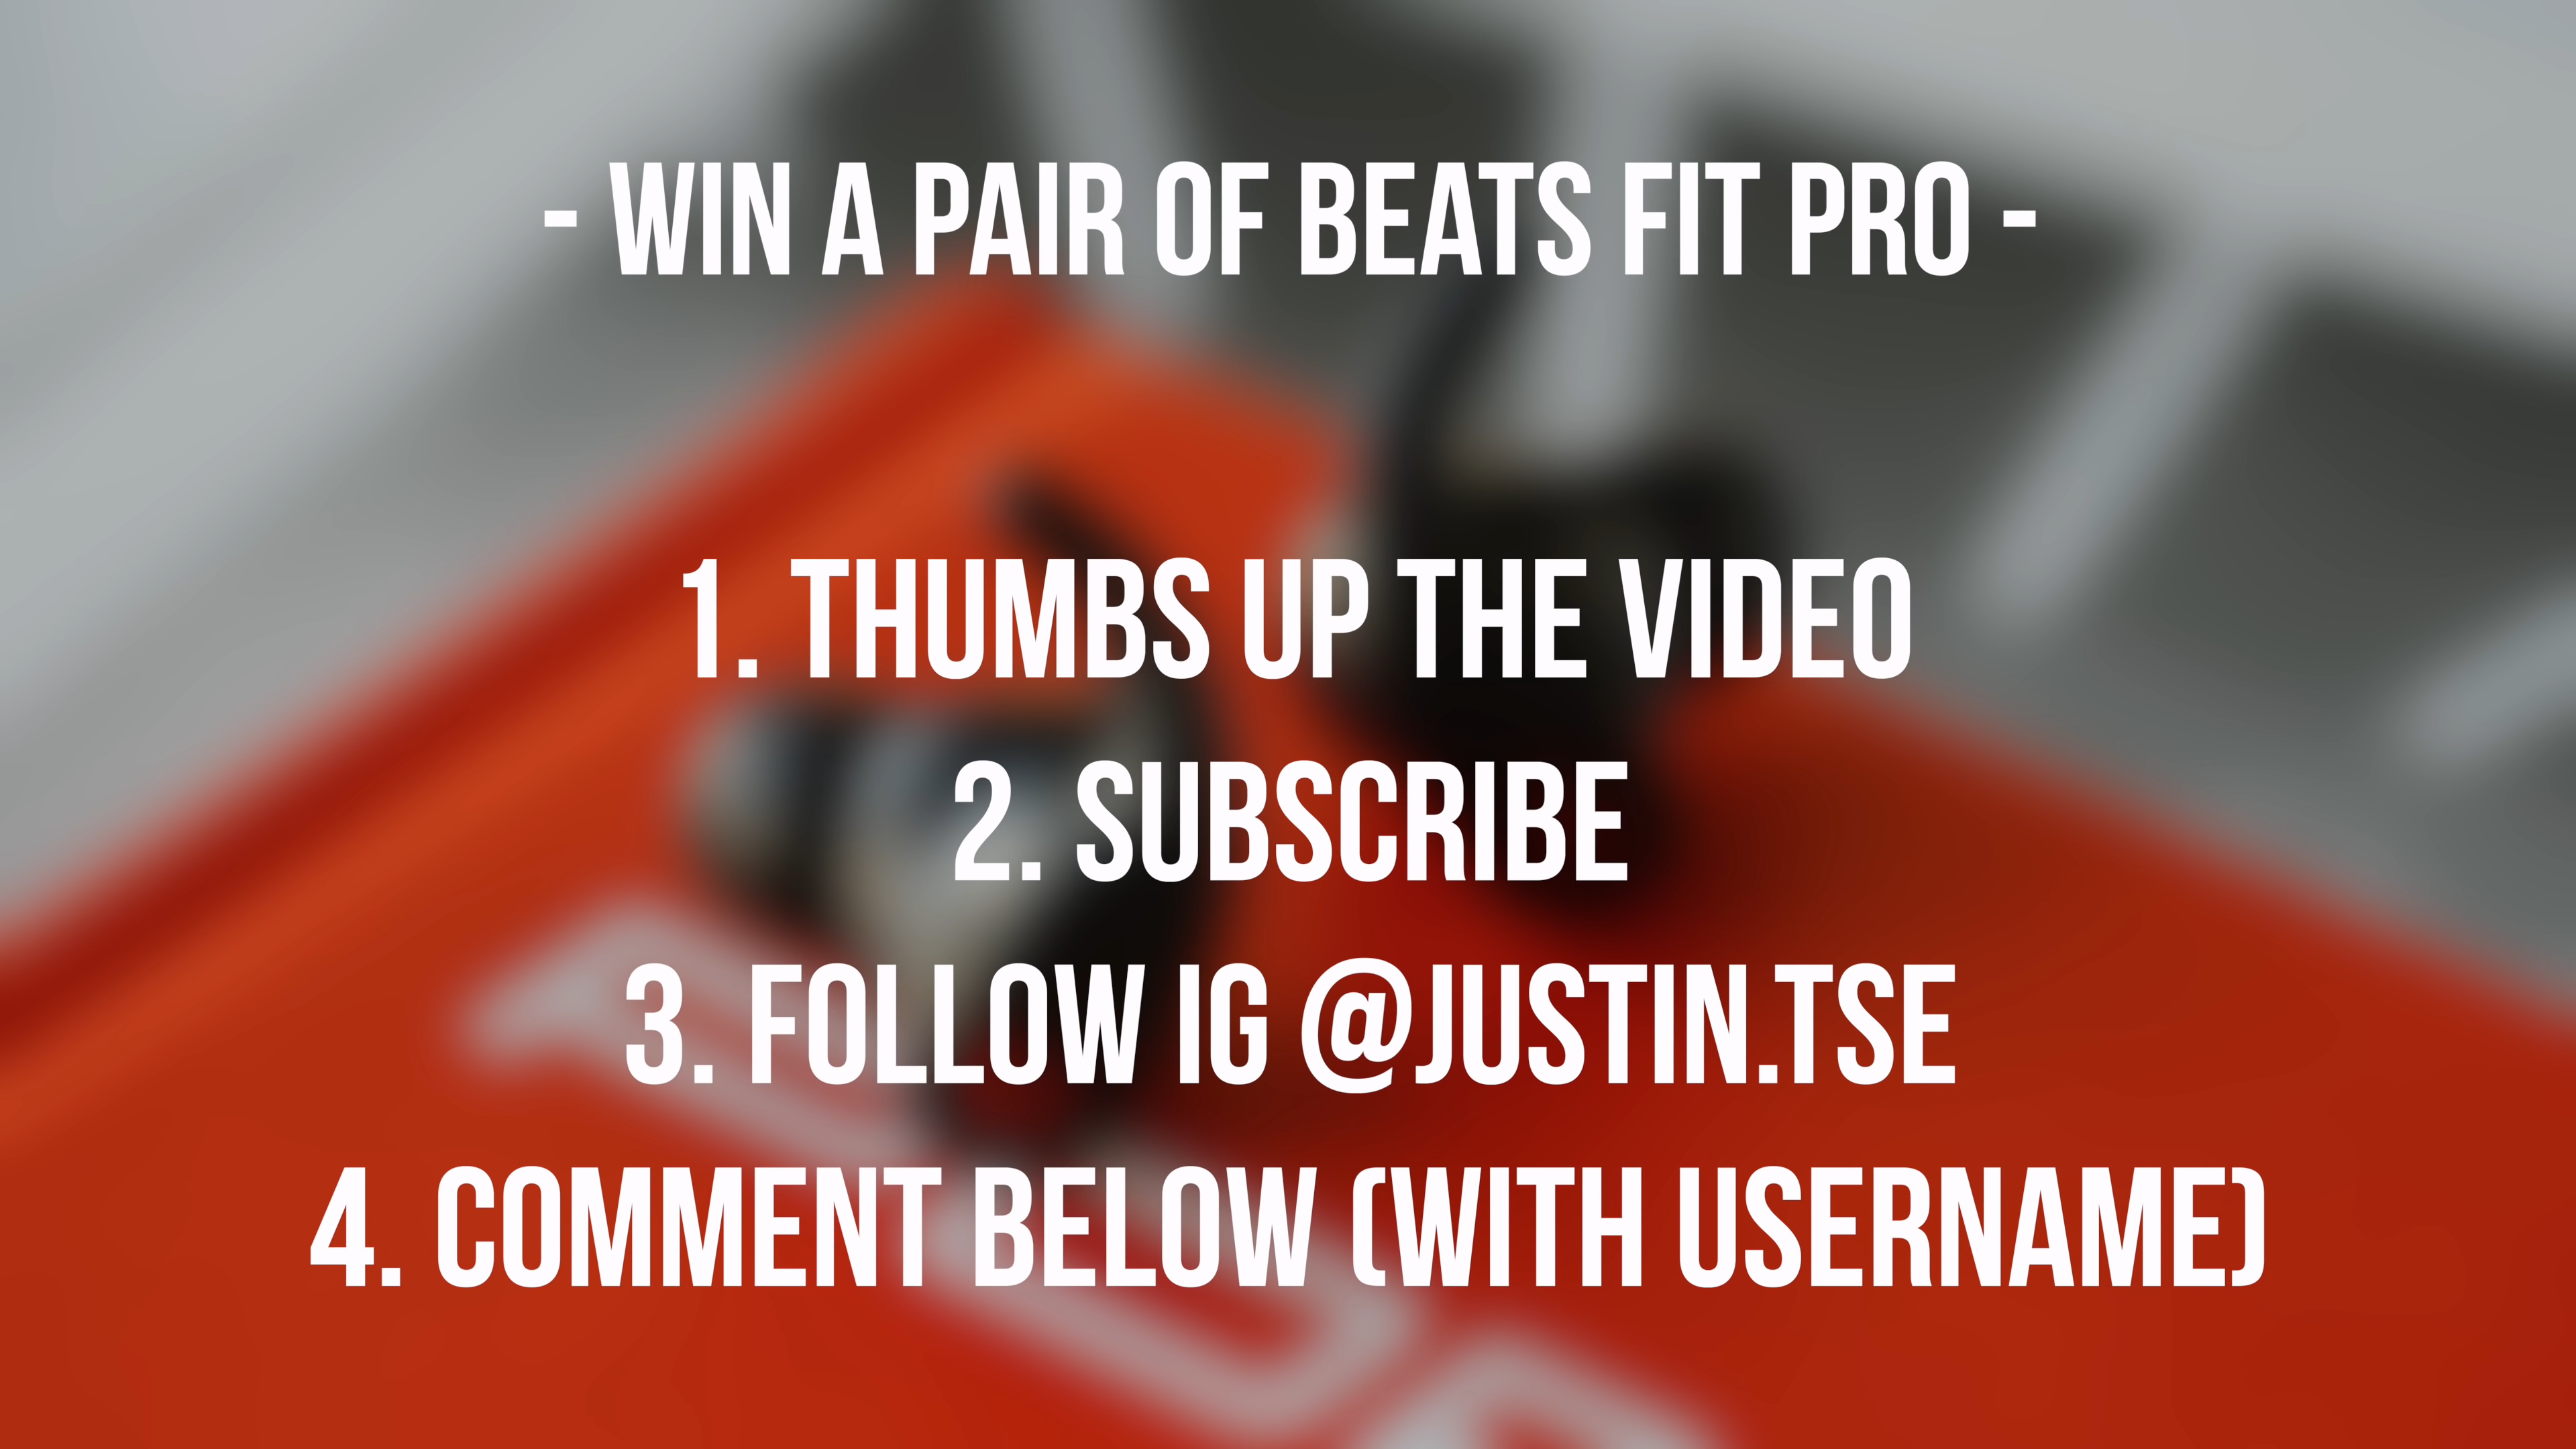 - WIN A PAIR OF BEATS FIT PRO -
1. THUMBS UP THE VIDEO
2. SUBSCRIBE
3. FOLLOW IG @JUSTIN.TSE
4. COMMENT BELOW (WITH USERNAME)